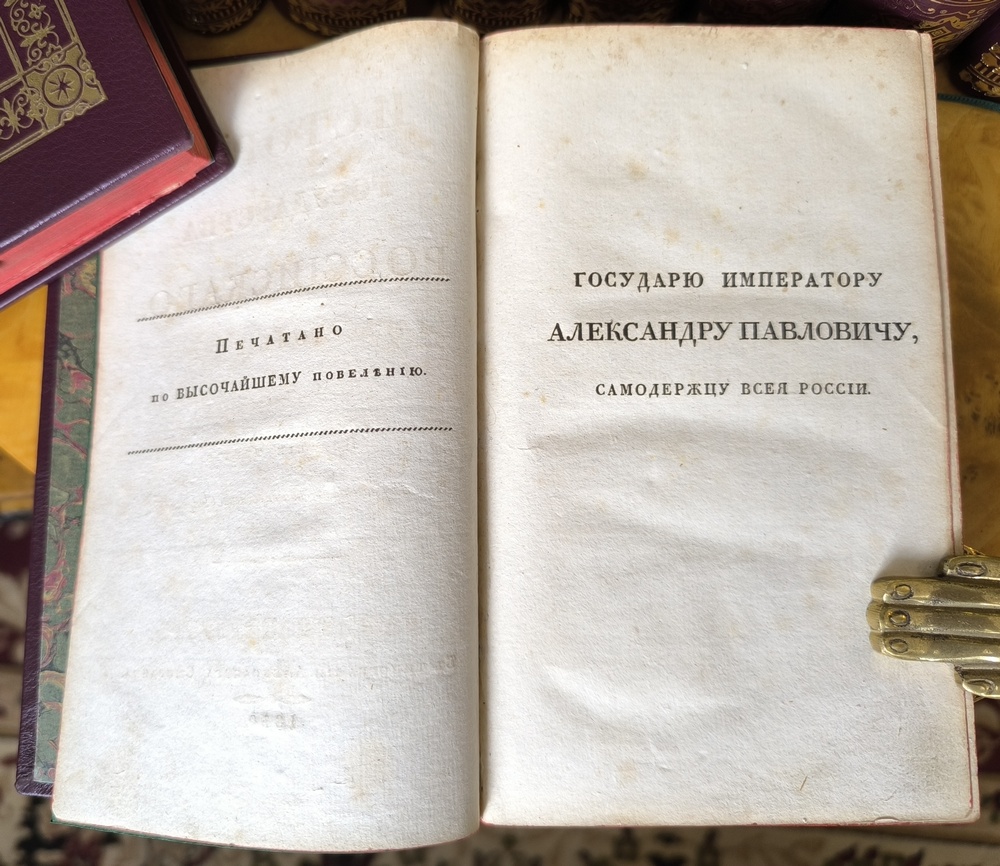 Печатано
по ВЫСОЧАЙШЕМУ повелѣнію.
ГОСУДАРЮ ИМПЕРАТОРУ
АЛЕКСАНДРУ ПАВЛОВИЧУ,
САМОДЕРЖЦУ ВСЕЯ РОССІИ.